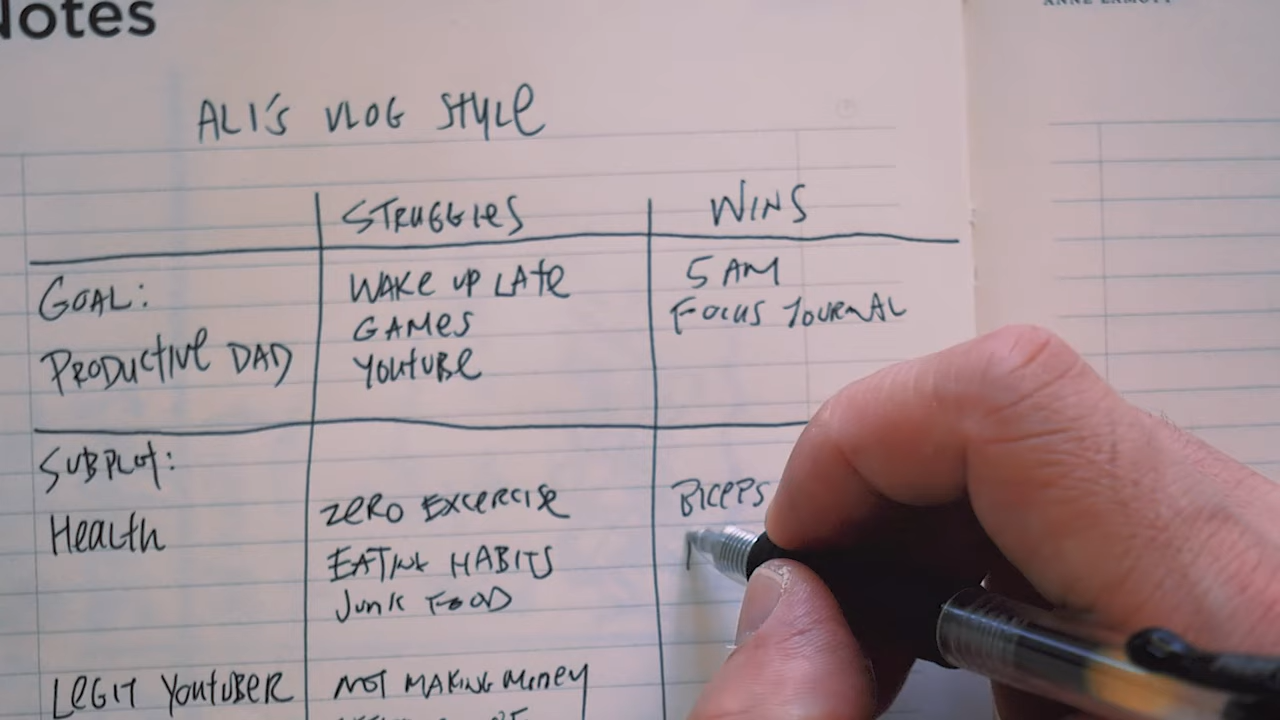 Notes
ALI'S VLOG STYLE
STRUGGLES
WINS
GOAL:
PRODUCTIVE DAD
WAKE UP LATE
GAMES
YOUTUBE
5 AM
FOCUS JOURNAL
SUBPLOT:
Health
ZERO EXCERCISE
EATING HABITS
JUNK FOOD
BICEPS
LEGIT YOUTUBER
NOT MAKING MONEY